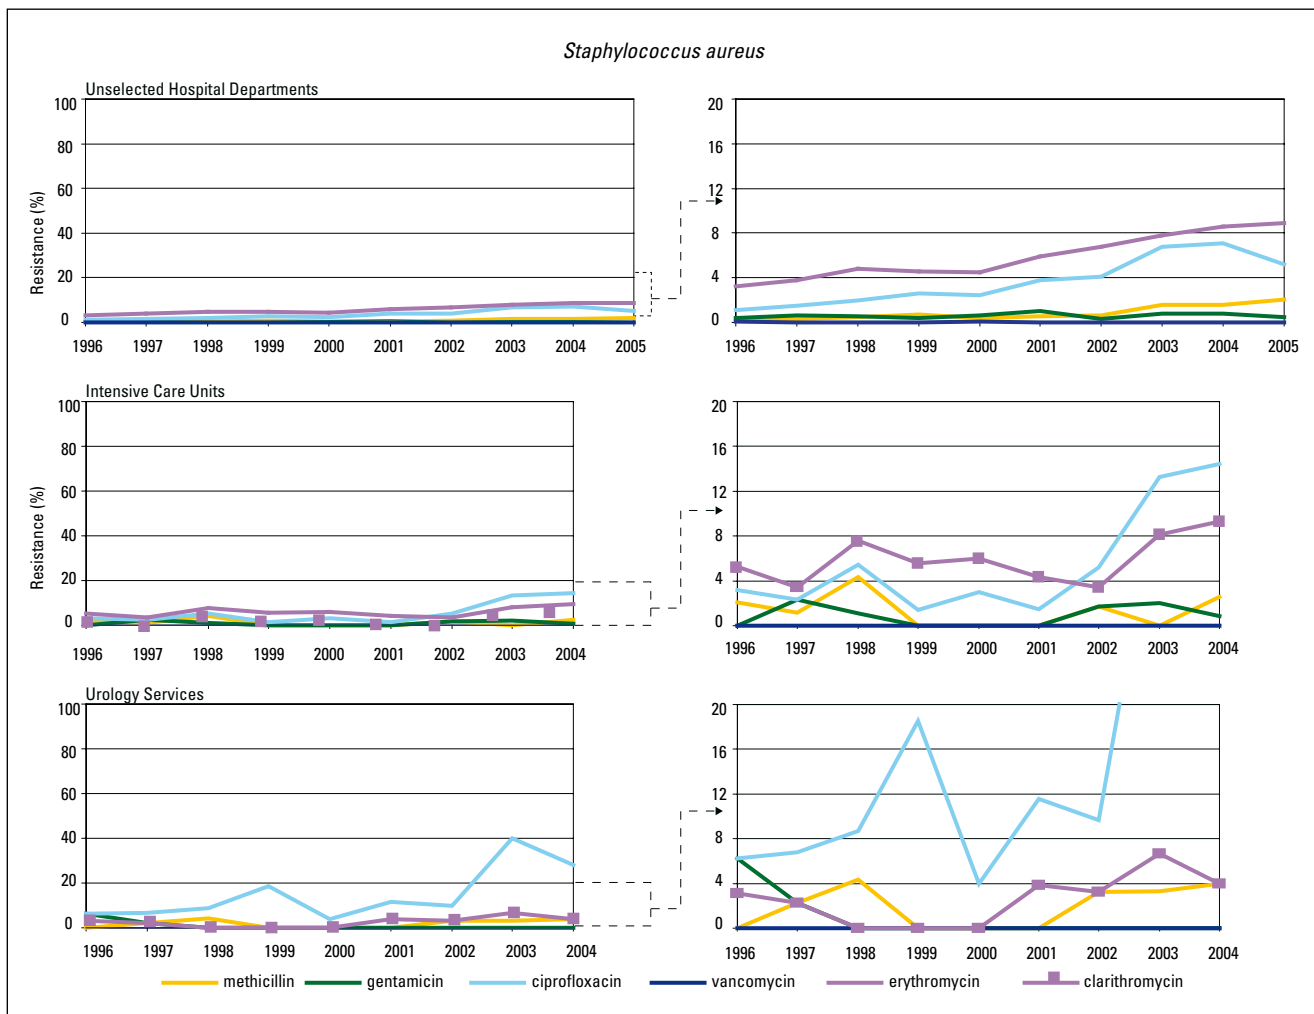 Staphylococcus aureus
Unselected Hospital Departments
100
80
60
40
20
0
Resistance (%)
1996 1997 1998 1999 2000 2001 2002 2003 2004 2005
20
16
12
8
4
0
1996 1997 1998 1999 2000 2001 2002 2003 2004 2005
Intensive Care Units
100
80
60
40
20
0
Resistance (%)
1996 1997 1998 1999 2000 2001 2002 2003 2004
20
16
12
8
4
0
1996 1997 1998 1999 2000 2001 2002 2003 2004
Urology Services
100
80
60
40
20
0
Resistance (%)
1996 1997 1998 1999 2000 2001 2002 2003 2004
20
16
12
8
4
0
1996 1997 1998 1999 2000 2001 2002 2003 2004
methicillin gentamicin ciprofloxacin vancomycin erythromycin clarithromycin